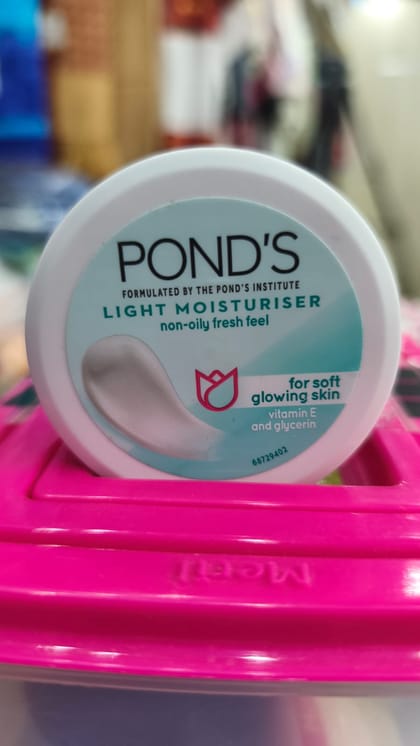 POND'S
FORMULATED BY THE POND'S INSTITUTE
LIGHT MOISTURISER
non-oily fresh feel
for soft
glowing skin
vitamin E
and glycerin
68729402